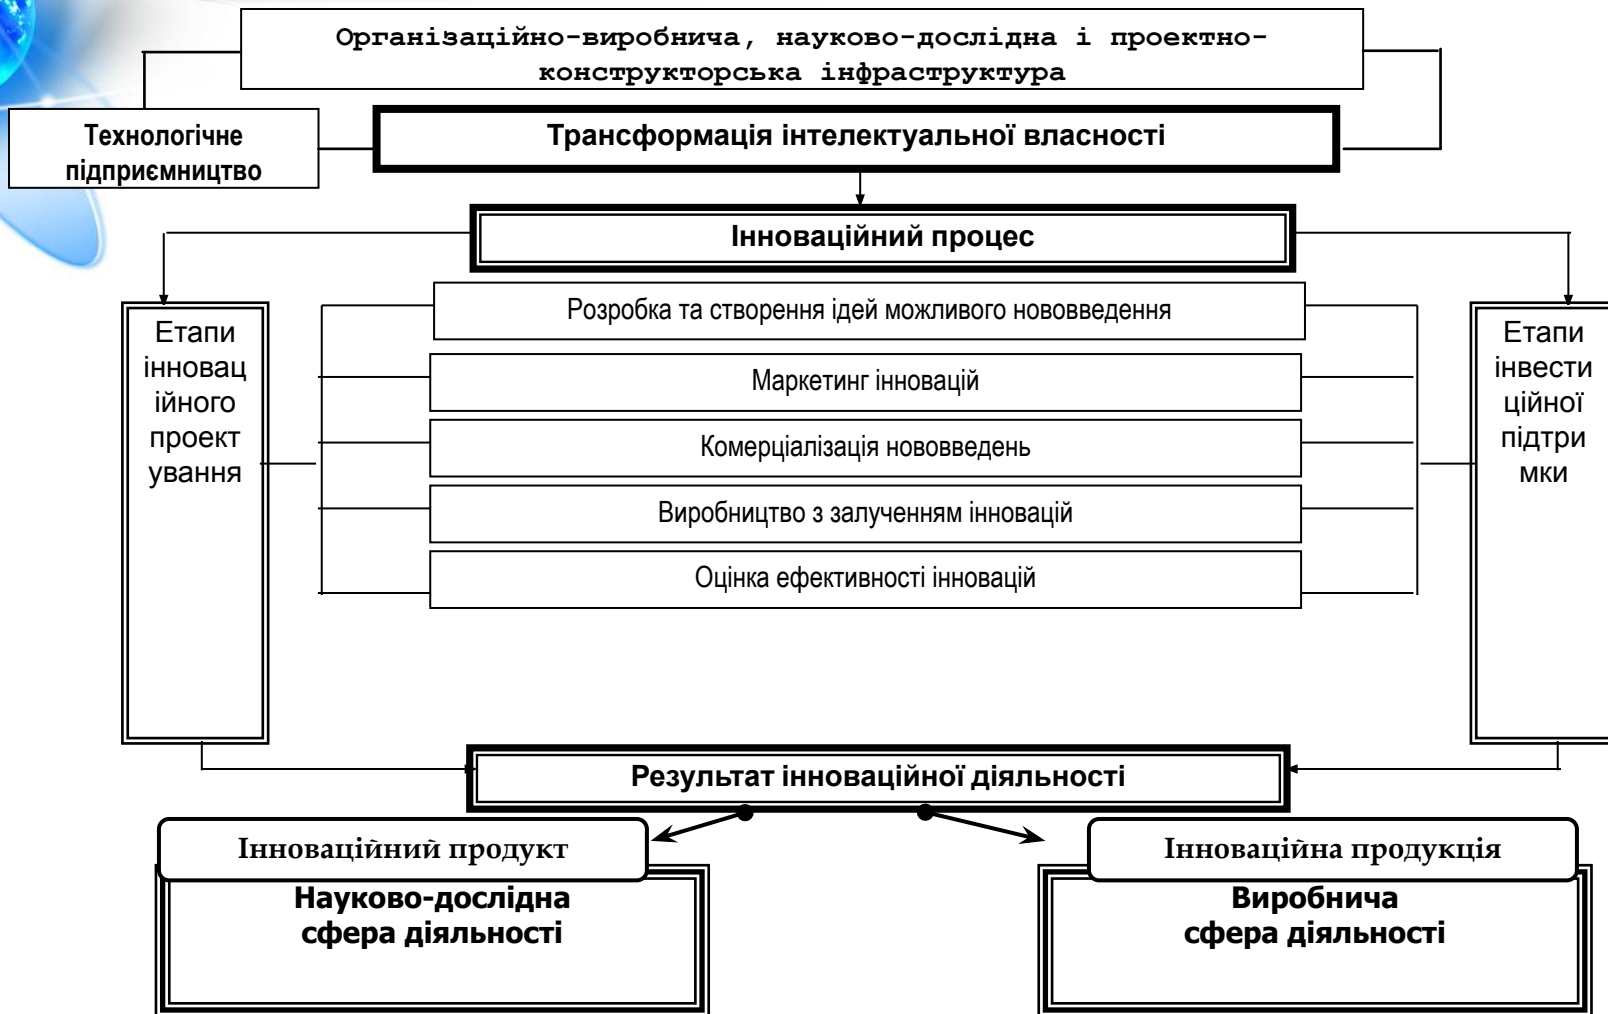 Організаційно-виробнича, науково-дослідна і проектно-
конструкторська інфраструктура
Технологічне
підприємництво
Трансформація інтелектуальної власності
Інноваційний процес
Етапи
інновац
ійного
проект
ування
Розробка та створення ідей можливого нововведення
Маркетинг інновацій
Комерціалізація нововведень
Виробництво з залученням інновацій
Оцінка ефективності інновацій
Етапи
інвести
ційної
підтри
мки
Результат інноваційної діяльності
Інноваційний продукт
Науково-дослідна
сфера діяльності
Інноваційна продукція
Виробнича
сфера діяльності